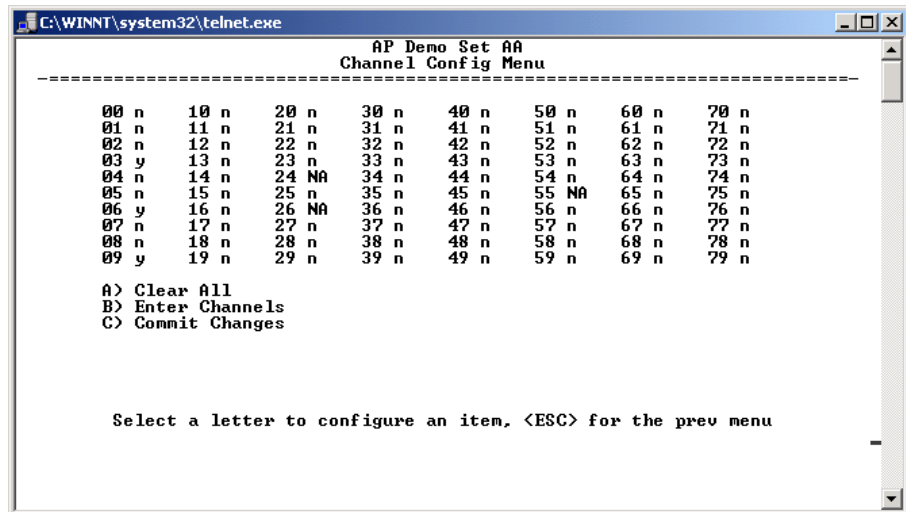 C:\WINNT\system32\telnet.exe
AP Demo Set AA
Channel Config Menu
-==========================================================================-
00 n 10 n 20 n 30 n 40 n 50 n 60 n 70 n
01 n 11 n 21 n 31 n 41 n 51 n 61 n 71 n
02 n 12 n 22 n 32 n 42 n 52 n 62 n 72 n
03 y 13 n 23 n 33 n 43 n 53 n 63 n 73 n
04 n 14 n 24 NA 34 n 44 n 54 n 64 n 74 n
05 n 15 n 25 n 35 n 45 n 55 NA 65 n 75 n
06 y 16 n 26 NA 36 n 46 n 56 n 66 n 76 n
07 n 17 n 27 n 37 n 47 n 57 n 67 n 77 n
08 n 18 n 28 n 38 n 48 n 58 n 68 n 78 n
09 y 19 n 29 n 39 n 49 n 59 n 69 n 79 n
A) Clear All
B) Enter Channels
C) Commit Changes
Select a letter to configure an item, <ESC> for the prev menu